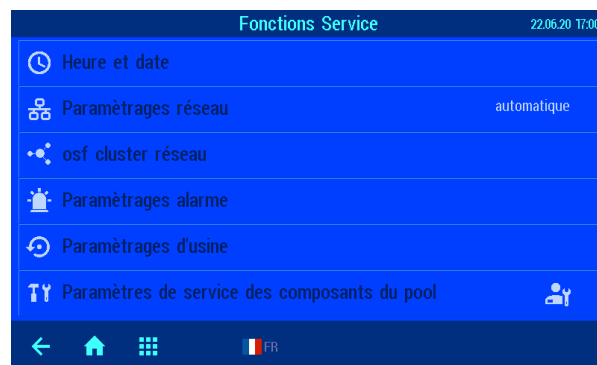 Fonctions Service
22.06.20 17:00
Heure et date
Paramètrages réseau
automatique
osf cluster réseau
Paramètrages alarme
Paramètrages d'usine
Paramètres de service des composants du pool
FR